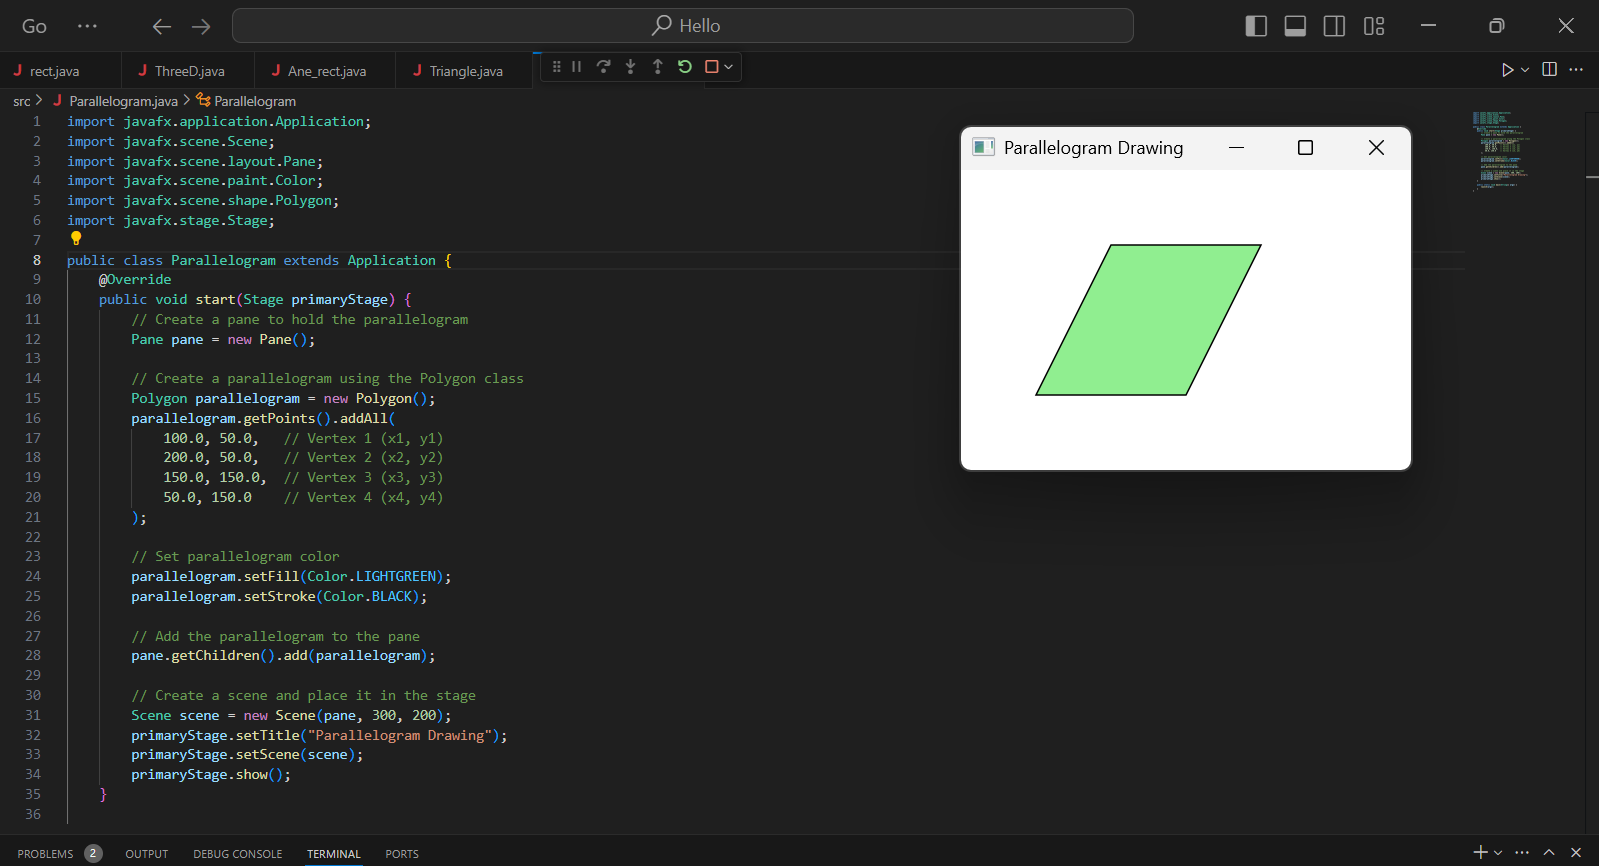 Go ··· Hello
rect.java ThreeD.java Ane_rect.java Triangle.java
src > Parallelogram.java > Parallelogram
1 import javafx.application.Application;
2 import javafx.scene.Scene;
3 import javafx.scene.layout.Pane;
4 import javafx.scene.paint.Color;
5 import javafx.scene.shape.Polygon;
6 import javafx.stage.Stage;
7
8 public class Parallelogram extends Application {
9 @Override
10 public void start(Stage primaryStage) {
11 // Create a pane to hold the parallelogram
12 Pane pane = new Pane();
13
14 // Create a parallelogram using the Polygon class
15 Polygon parallelogram = new Polygon();
16 parallelogram.getPoints().addAll(
17 100.0, 50.0, // Vertex 1 (x1, y1)
18 200.0, 50.0, // Vertex 2 (x2, y2)
19 150.0, 150.0, // Vertex 3 (x3, y3)
20 50.0, 150.0 // Vertex 4 (x4, y4)
21 );
22
23 // Set parallelogram color
24 parallelogram.setFill(Color.LIGHTGREEN);
25 parallelogram.setStroke(Color.BLACK);
26
27 // Add the parallelogram to the pane
28 pane.getChildren().add(parallelogram);
29
30 // Create a scene and place it in the stage
31 Scene scene = new Scene(pane, 300, 200);
32 primaryStage.setTitle("Parallelogram Drawing");
33 primaryStage.setScene(scene);
34 primaryStage.show();
35 }
36
Parallelogram Drawing
PROBLEMS 2 OUTPUT DEBUG CONSOLE TERMINAL PORTS